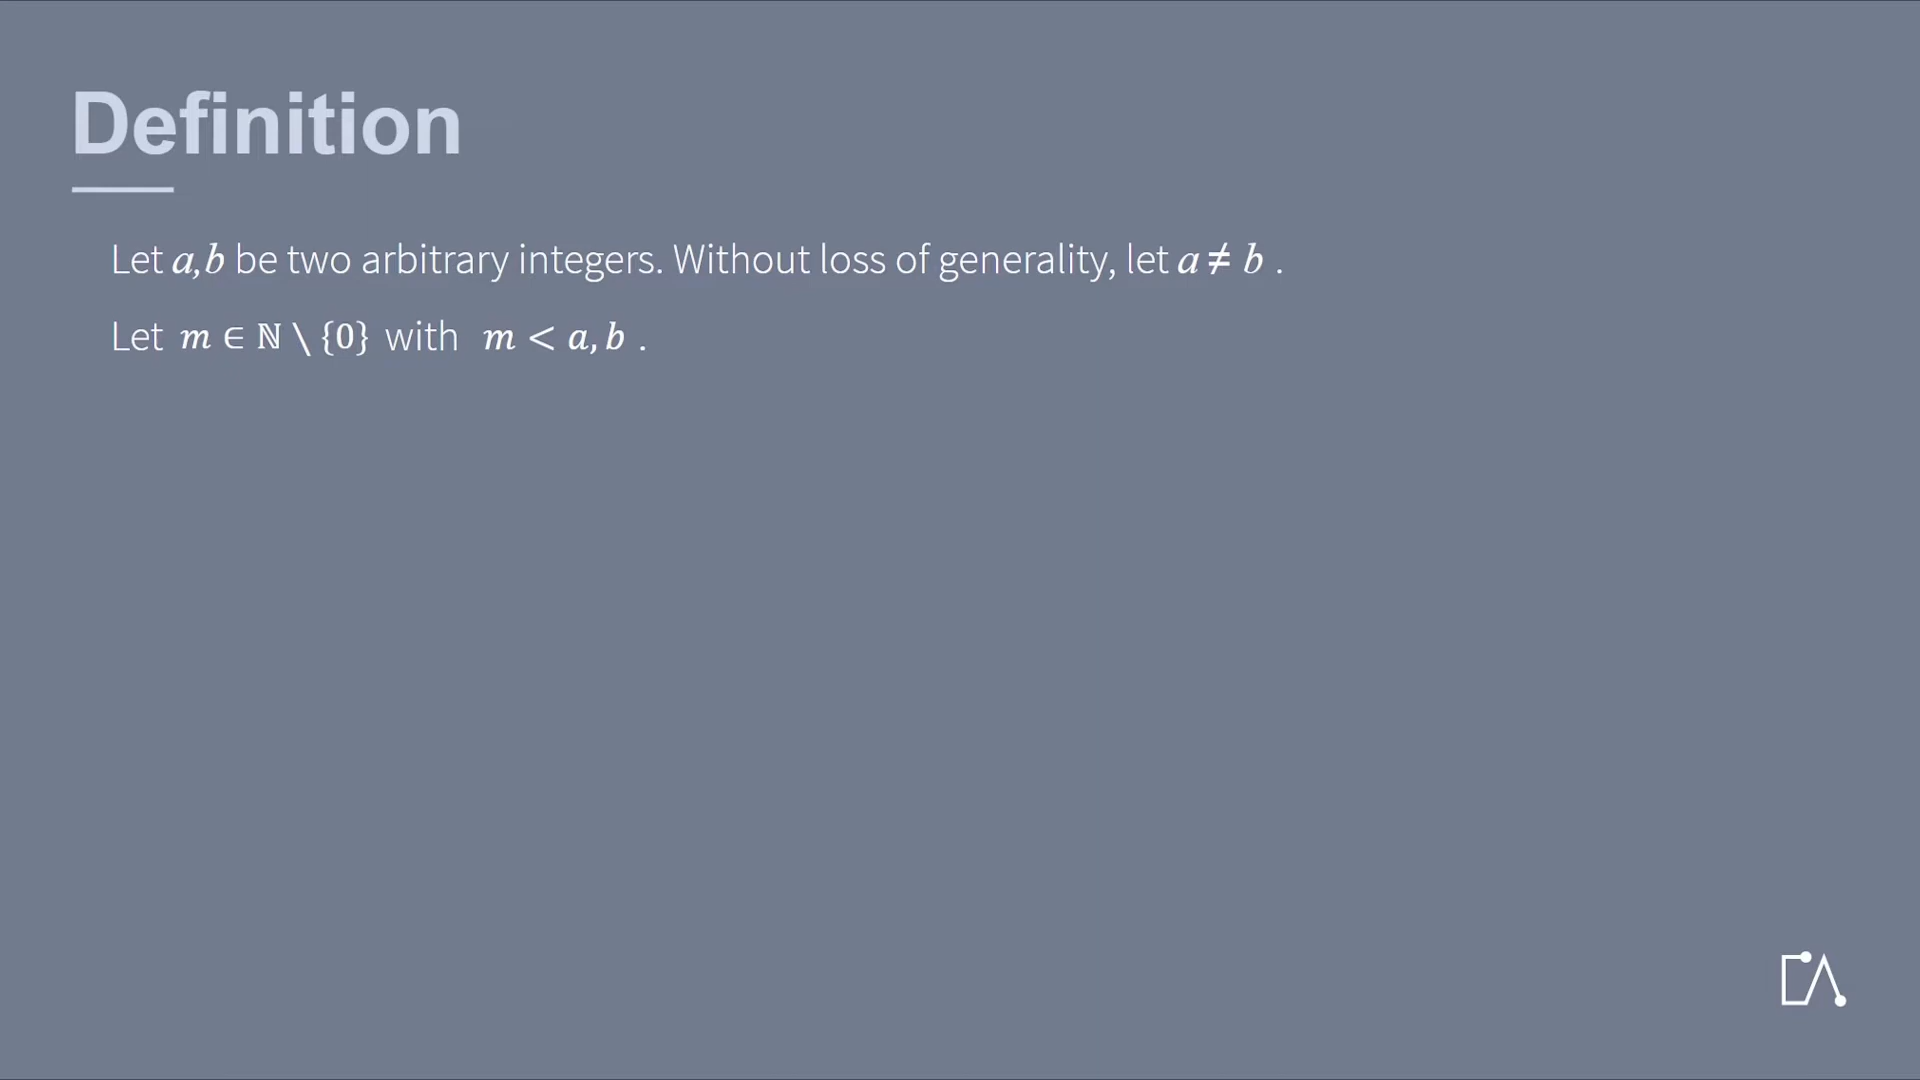 Definition
Let a,b be two arbitrary integers. Without loss of generality, let a ≠ b .
Let m ∈ ℕ \ {0} with m < a, b .